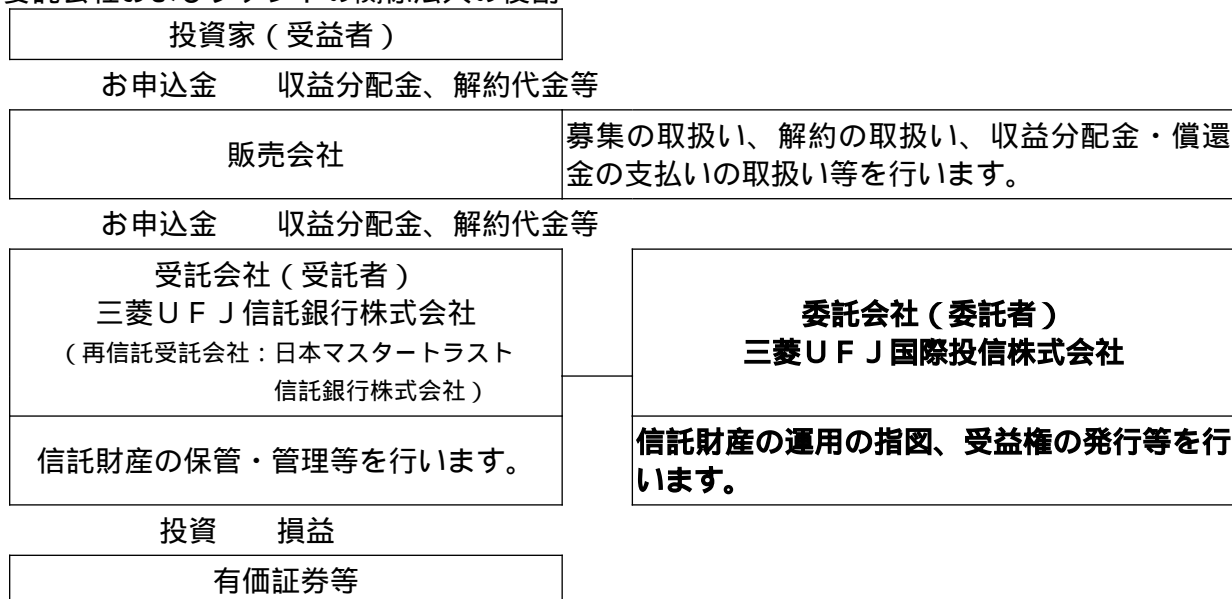 投資家（受益者）
お申込金　　収益分配金、解約代金等
販売会社
募集の取扱い、解約の取扱い、収益分配金・償還
金の支払いの取扱い等を行います。
お申込金　　収益分配金、解約代金等
受託会社（受託者）
三菱ＵＦＪ信託銀行株式会社
（再信託受託会社：日本マスタートラスト
信託銀行株式会社）
委託会社（委託者）
三菱ＵＦＪ国際投信株式会社
信託財産の保管・管理等を行います。
信託財産の運用の指図、受益権の発行等を行
います。
投資　　損益
有価証券等